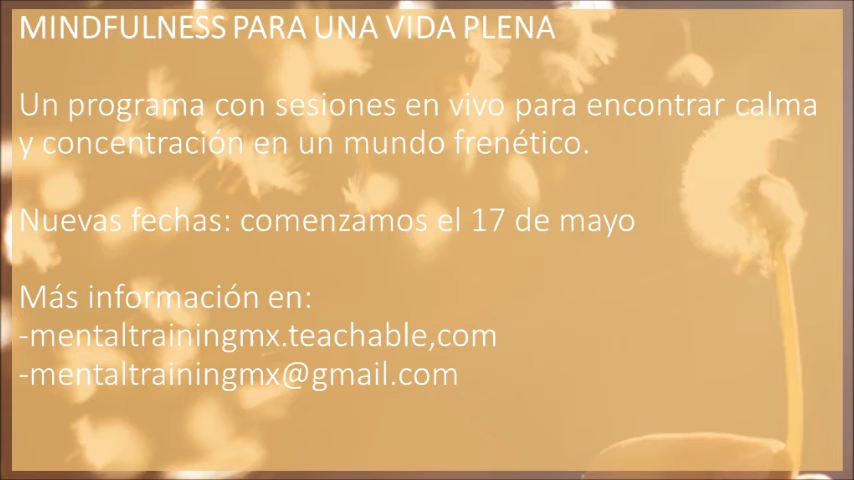 MINDFULNESS PARA UNA VIDA PLENA
Un programa con sesiones en vivo para encontrar calma
y concentración en un mundo frenético.
Nuevas fechas: comenzamos el 17 de mayo
Más información en:
-mentaltrainingmx.teachable,com
-mentaltrainingmx@gmail.com